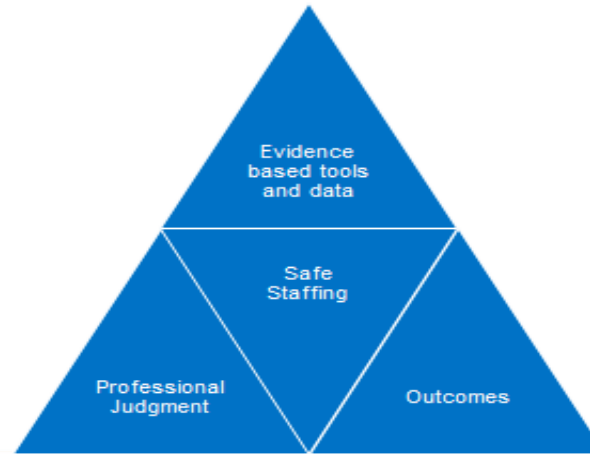 Evidence
based tools
and data
Safe
Staffing
Professional
Judgment
Outcomes